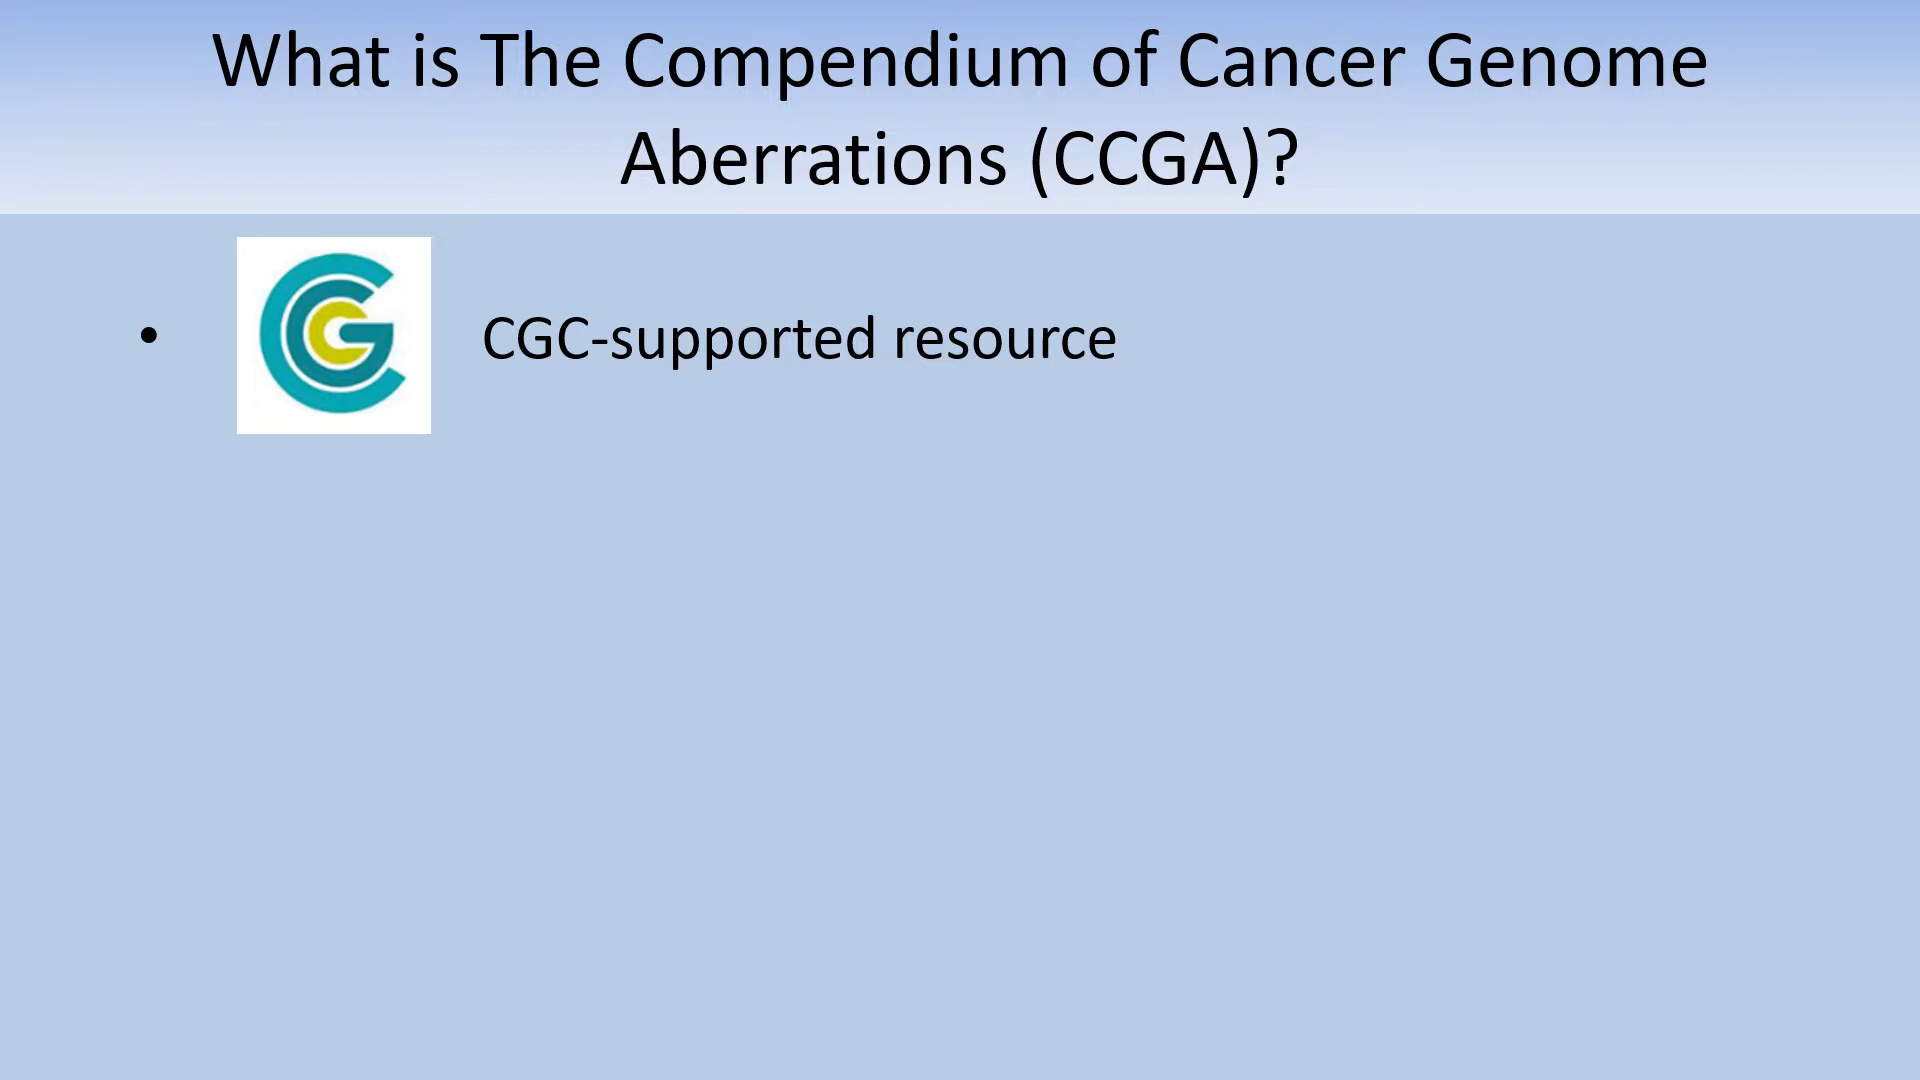 What is The Compendium of Cancer Genome
Aberrations (CCGA)?
• CGC-supported resource